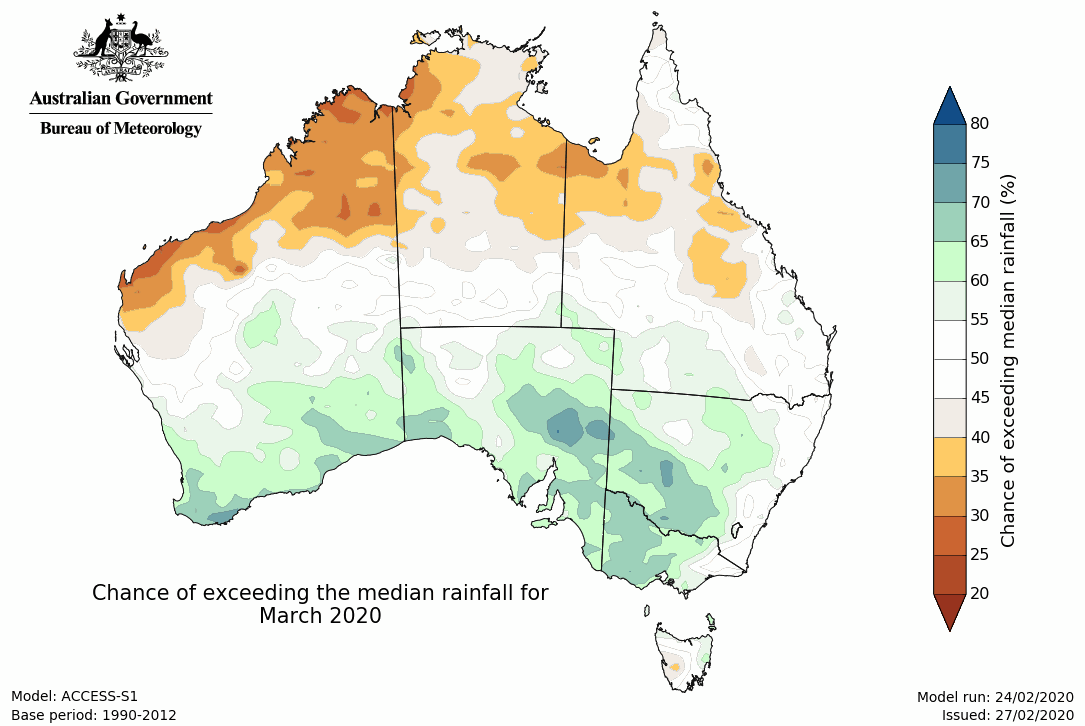 Australian Government
Bureau of Meteorology
80
75
70
65
60
55
50
45
40
35
30
25
20
Chance of exceeding median rainfall (%)
Chance of exceeding the median rainfall for
March 2020
Model: ACCESS-S1
Base period: 1990-2012
Model run: 24/02/2020
Issued: 27/02/2020